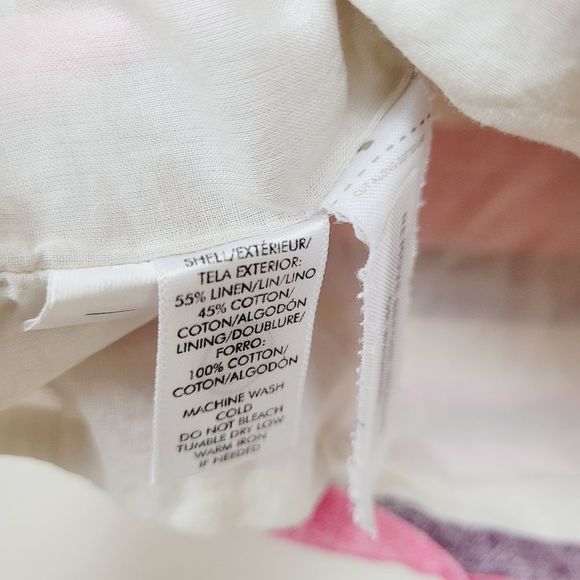 SHELL/EXTÉRIEUR/
TELA EXTERIOR:
55% LINEN/LIN/LINO
45% COTTON/
COTON/ALGODÓN
LINING/DOUBLURE/
FORRO:
100% COTTON/
COTON/ALGODÓN
MACHINE WASH
COLD
DO NOT BLEACH
TUMBLE DRY LOW
WARM IRON
IF NEEDED